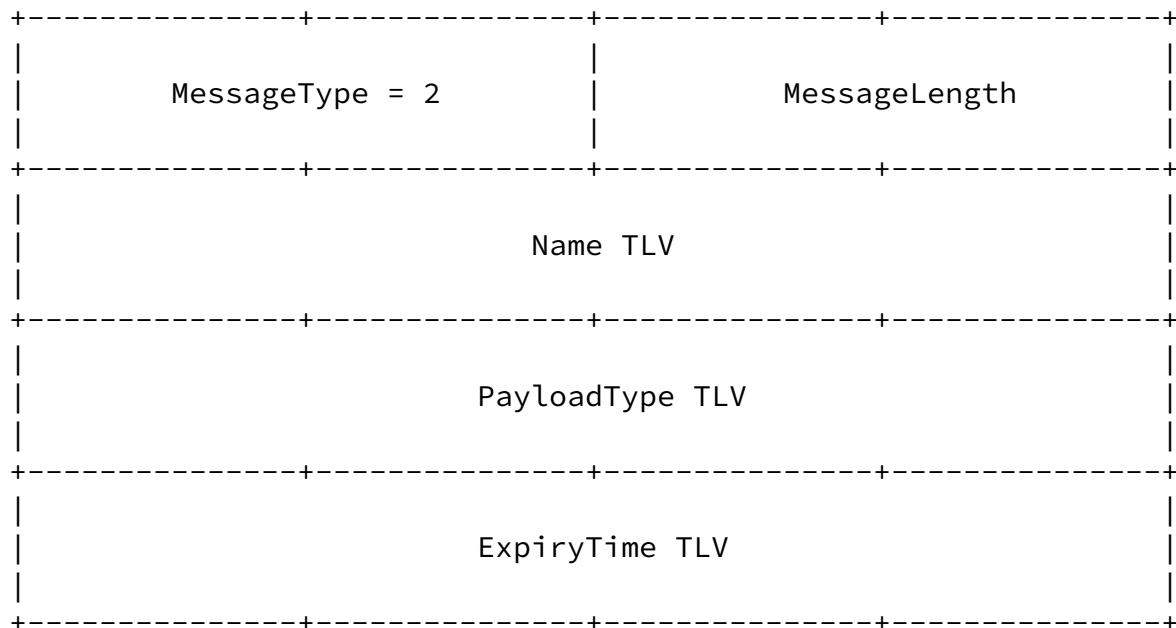 MessageType = 2 MessageLength
Name TLV
PayloadType TLV
ExpiryTime TLV